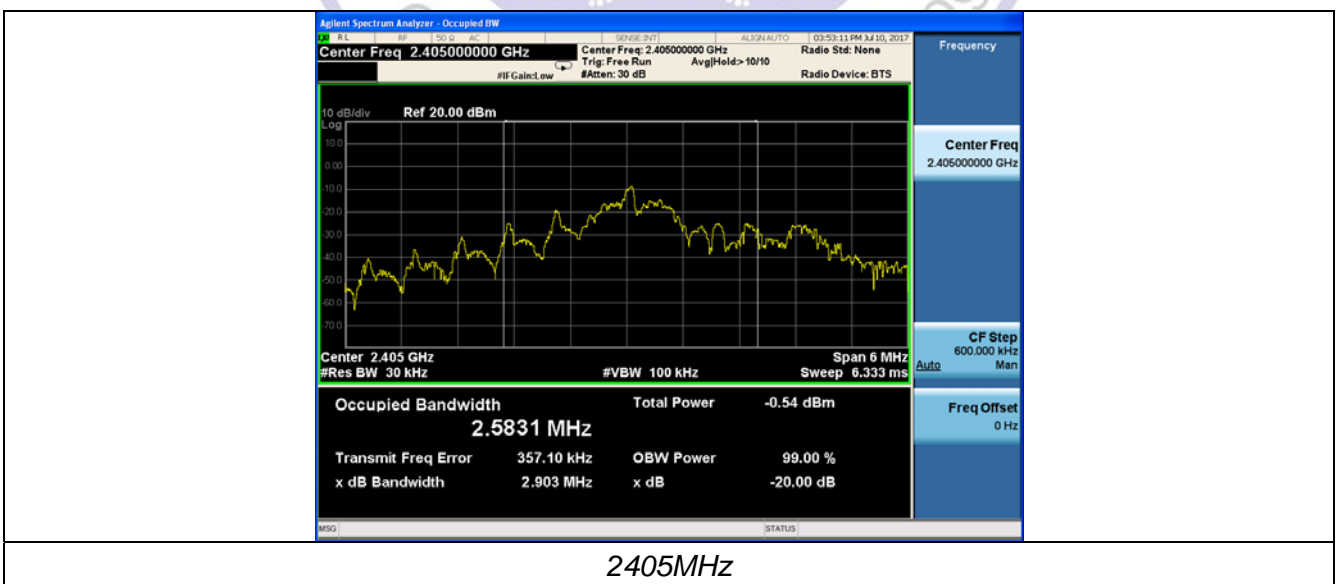 Agilent Spectrum Analyzer - Occupied BW
RL RF 50 Ω AC SENSE:INT ALIGN AUTO 03:53:11 PM Jul 10, 2017
Center Freq 2.405000000 GHz
Center Freq: 2.405000000 GHz Radio Std: None
Trig: Free Run Avg|Hold:> 10/10
#IFGain:Low #Atten: 30 dB Radio Device: BTS
Frequency
10 dB/div Ref 20.00 dBm
Log
10.0
0.00
-10.0
-20.0
-30.0
-40.0
-50.0
-60.0
-70.0
Center 2.405 GHz Span 6 MHz
#Res BW 30 kHz #VBW 100 kHz Sweep 6.333 ms
Center Freq
2.405000000 GHz
CF Step
600.000 kHz
Auto Man
Freq Offset
0 Hz
Occupied Bandwidth Total Power -0.54 dBm
2.5831 MHz
Transmit Freq Error 357.10 kHz OBW Power 99.00 %
x dB Bandwidth 2.903 MHz x dB -20.00 dB
MSG STATUS
2405MHz